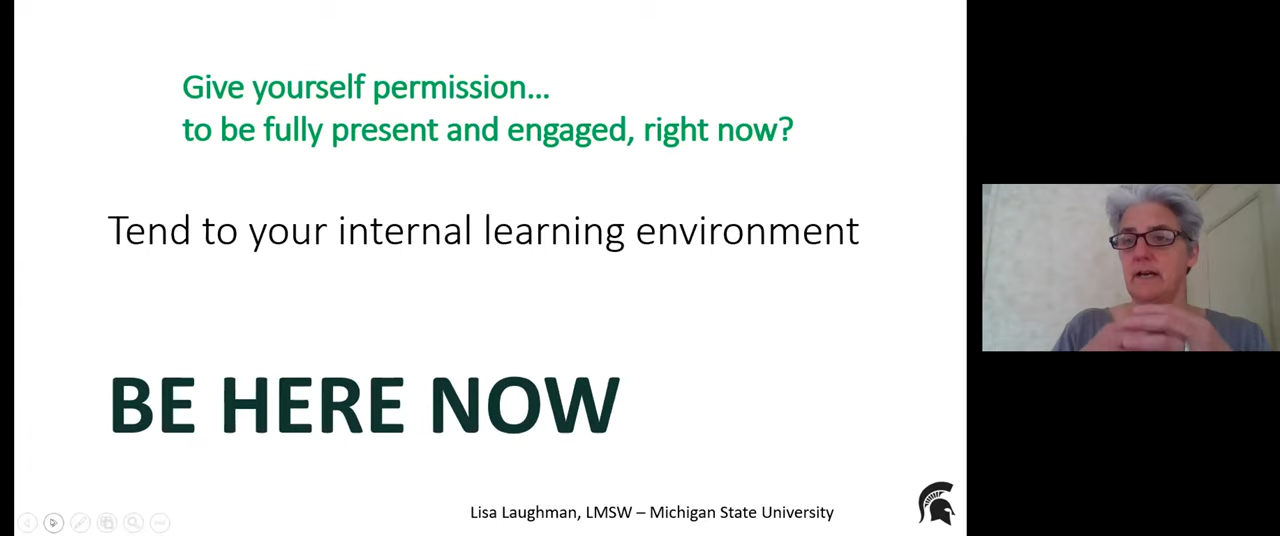 Give yourself permission...
to be fully present and engaged, right now?
Tend to your internal learning environment
BE HERE NOW
Lisa Laughman, LMSW – Michigan State University